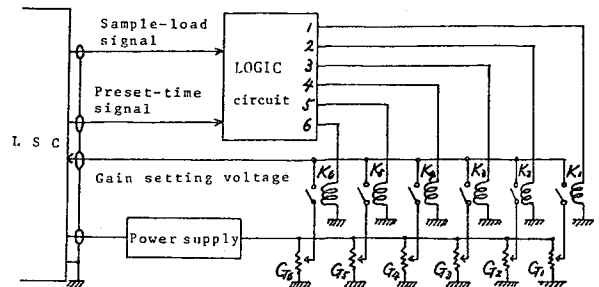 Sample-load
signal
Preset-time
signal
LOGIC
circuit
1
2
3
4
5
6
L S C
Gain setting voltage
K6
K5
K4
K3
K2
K1
Power supply
G6
G5
G4
G3
G2
G1